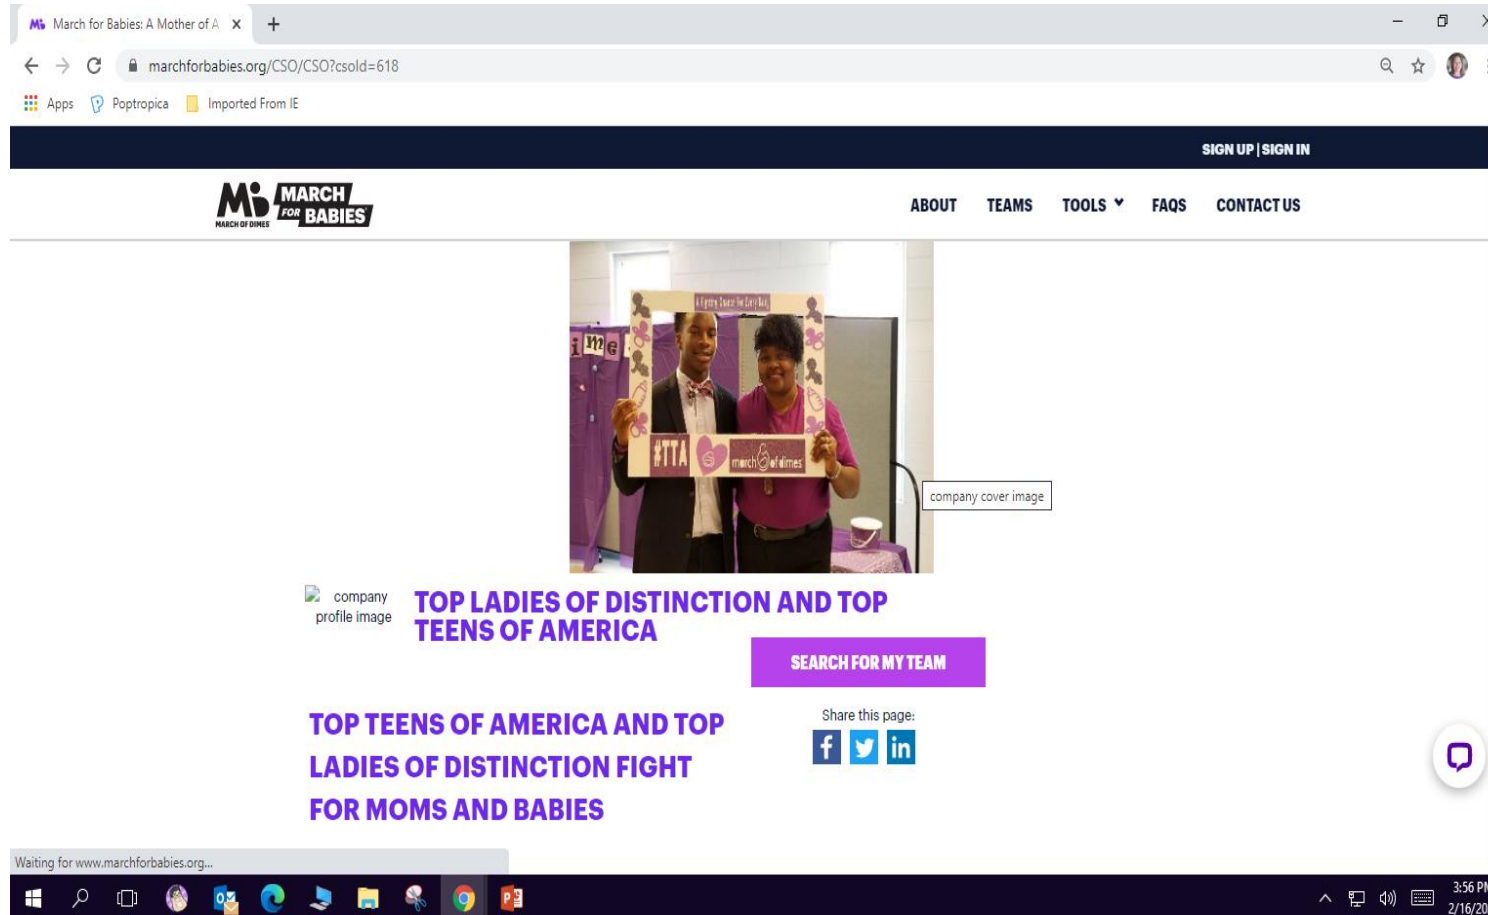 March for Babies: A Mother of A
marchforbabies.org/CSO/CSO?csoId=618
Apps Poptropica Imported From IE
SIGN UP | SIGN IN
MARCH FOR BABIES
MARCH OF DIMES
ABOUT TEAMS TOOLS FAQS CONTACT US
ime
#TTA march of dimes
company cover image
company
profile image
TOP LADIES OF DISTINCTION AND TOP
TEENS OF AMERICA
SEARCH FOR MY TEAM
TOP TEENS OF AMERICA AND TOP
LADIES OF DISTINCTION FIGHT
FOR MOMS AND BABIES
Share this page:
Waiting for www.marchforbabies.org...
3:56 PM
2/16/20